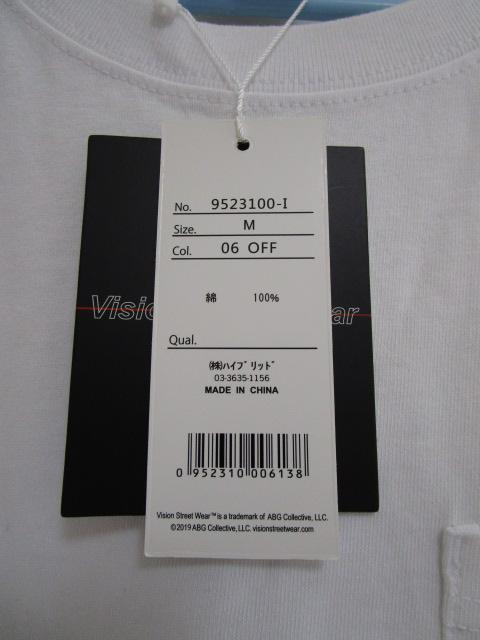 No. 9523100-I
Size. M
Col. 06 OFF
綿 100%
Qual.
㈱ハイブリッド
03-3635-1156
MADE IN CHINA
0 952310 006138
Vision Street Wear™ is a trademark of ABG Collective, LLC.
©2019 ABG Collective, LLC. visionstreetwear.com